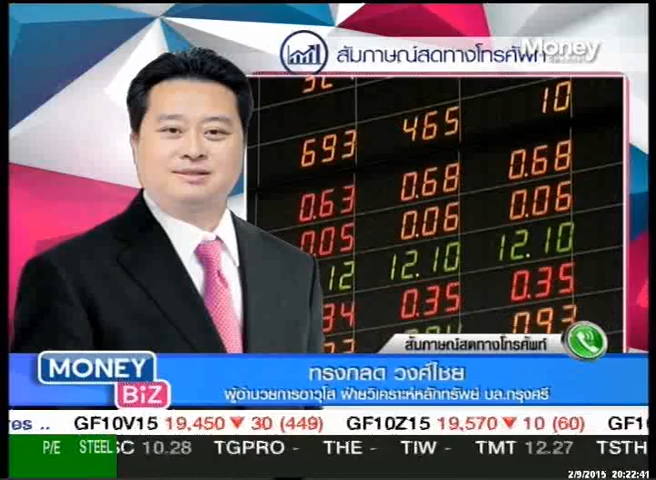 สัมภาษณ์สดทางโทรศัพท์
Money
10
693 465
0.63 0.68 0.68
0.05 0.06 0.06
12 12.10 12.10
34 0.35 0.35
0.93
สัมภาษณ์สดทางโทรศัพท์
MONEY
BiZ
ทรงกลด วงศ์ไชย
ผู้อำนวยการอาวุโส ฝ่ายวิเคราะห์หลักทรัพย์ บล.กรุงศรี
res .. GF10V15 19,450 ▼ 30 (449) GF10Z15 19,570 ▼ 10 (60) GF1
P/E STEEL SC 10.28 TGPRO - THE - TIW - TMT 12.27 TSTH
2/9/2015 20:22:41